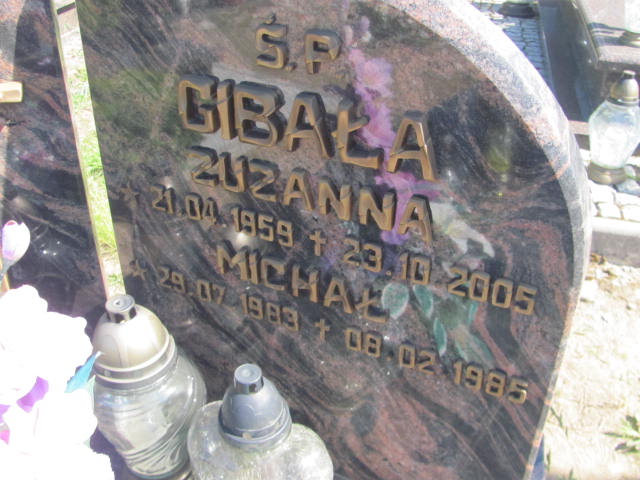 Ś.P.
GIBAŁA
ZUZANNA
* 21.04.1959 + 23.10.2005
MICHAŁ
* 29.07.1983 + 08.02.1985